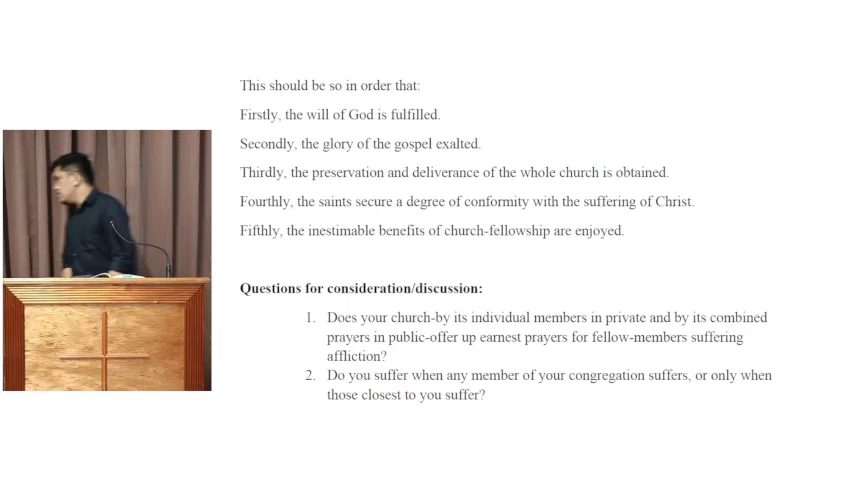 This should be so in order that:
Firstly, the will of God is fulfilled.
Secondly, the glory of the gospel exalted.
Thirdly, the preservation and deliverance of the whole church is obtained.
Fourthly, the saints secure a degree of conformity with the suffering of Christ.
Fifthly, the inestimable benefits of church-fellowship are enjoyed.
Questions for consideration/discussion:
1. Does your church-by its individual members in private and by its combined
prayers in public-offer up earnest prayers for fellow-members suffering
affliction?
2. Do you suffer when any member of your congregation suffers, or only when
those closest to you suffer?